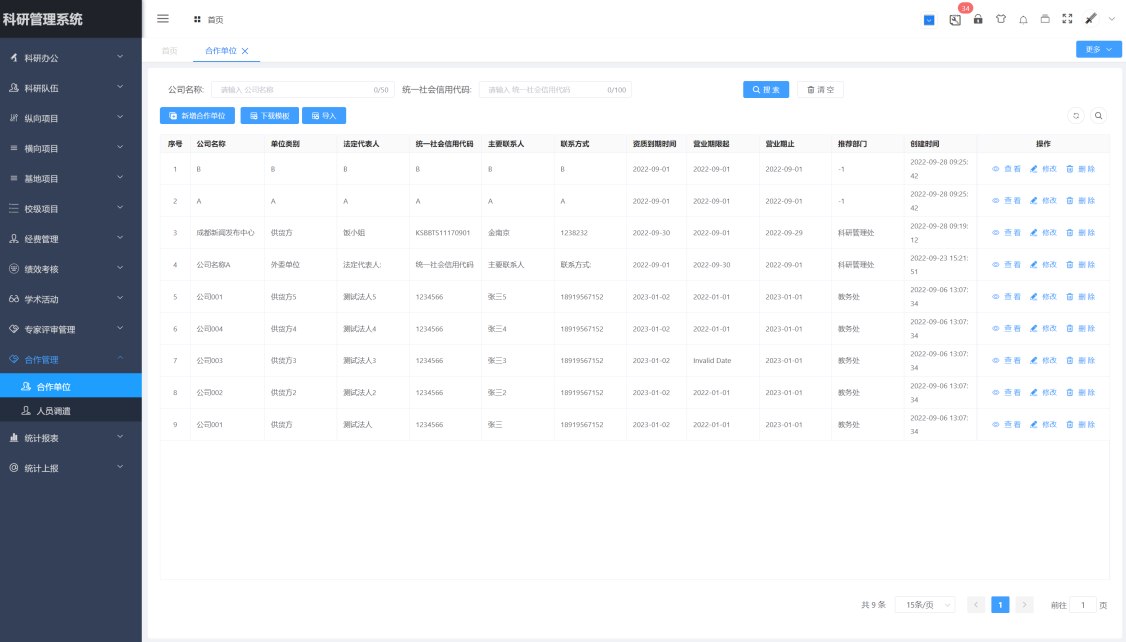 科研管理系统
首页
34
科研办公
科研队伍
纵向项目
横向项目
基地项目
校级项目
经费管理
绩效考核
学术活动
专家评审管理
合作管理
合作单位
人员调遣
统计报表
统计上报
首页 合作单位 更多
公司名称: 请输入 公司名称 0/50 统一社会信用代码: 请输入 统一社会信用代码 0/100 搜索 清空
新增合作单位 下载模板 导入
序号 公司名称 单位类别 法定代表人 统一社会信用代码 主要联系人 联系方式 资质到期时间 营业期限起 营业期止 推荐部门 创建时间 操作
1 B B B B B B 2022-09-01 2022-09-01 2022-09-01 -1 2022-09-28 09:25:42 查看 修改 删除
2 A A A A A A 2022-09-01 2022-09-01 2022-09-01 -1 2022-09-28 09:25:42 查看 修改 删除
3 成都新闻发布中心 供货方 饭小姐 KSBBTS11170901 金南京 1238232 2022-09-30 2022-09-01 2022-09-29 科研管理处 2022-09-28 09:19:12 查看 修改 删除
4 公司名称A 外委单位 法定代表人: 统一社会信用代码 主要联系人 联系方式: 2022-09-01 2022-09-30 2022-09-01 科研管理处 2022-09-23 15:21:51 查看 修改 删除
5 公司001 供货方5 测试法人5 1234566 张三5 18919567152 2023-01-02 2022-01-01 2023-01-01 教务处 2022-09-06 13:07:34 查看 修改 删除
6 公司004 供货方4 测试法人4 1234566 张三4 18919567152 2023-01-02 2022-01-01 2023-01-01 教务处 2022-09-06 13:07:34 查看 修改 删除
7 公司003 供货方3 测试法人3 1234566 张三3 18919567152 2023-01-02 Invalid Date 2023-01-01 教务处 2022-09-06 13:07:34 查看 修改 删除
8 公司002 供货方2 测试法人2 1234566 张三2 18919567152 2023-01-02 2022-01-01 2023-01-01 教务处 2022-09-06 13:07:34 查看 修改 删除
9 公司001 供货方 测试法人 1234566 张三 18919567152 2023-01-02 2022-01-01 2023-01-01 教务处 2022-09-06 13:07:34 查看 修改 删除
共 9 条 15条/页 1 前往 1 页